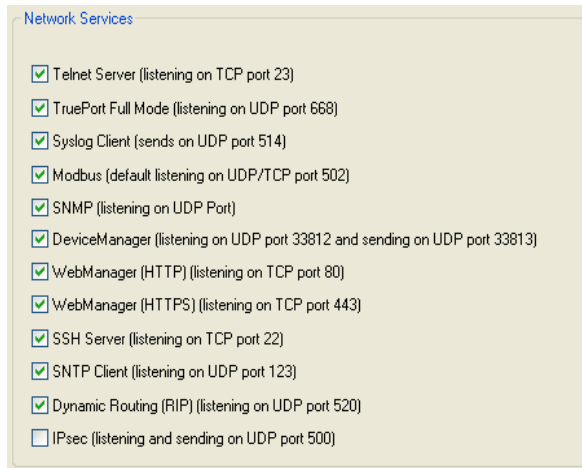 Network Services
Telnet Server (listening on TCP port 23)
TruePort Full Mode (listening on UDP port 668)
Syslog Client (sends on UDP port 514)
Modbus (default listening on UDP/TCP port 502)
SNMP (listening on UDP Port)
DeviceManager (listening on UDP port 33812 and sending on UDP port 33813)
WebManager (HTTP) (listening on TCP port 80)
WebManager (HTTPS) (listening on TCP port 443)
SSH Server (listening on TCP port 22)
SNTP Client (listening on UDP port 123)
Dynamic Routing (RIP) (listening on UDP port 520)
IPsec (listening and sending on UDP port 500)